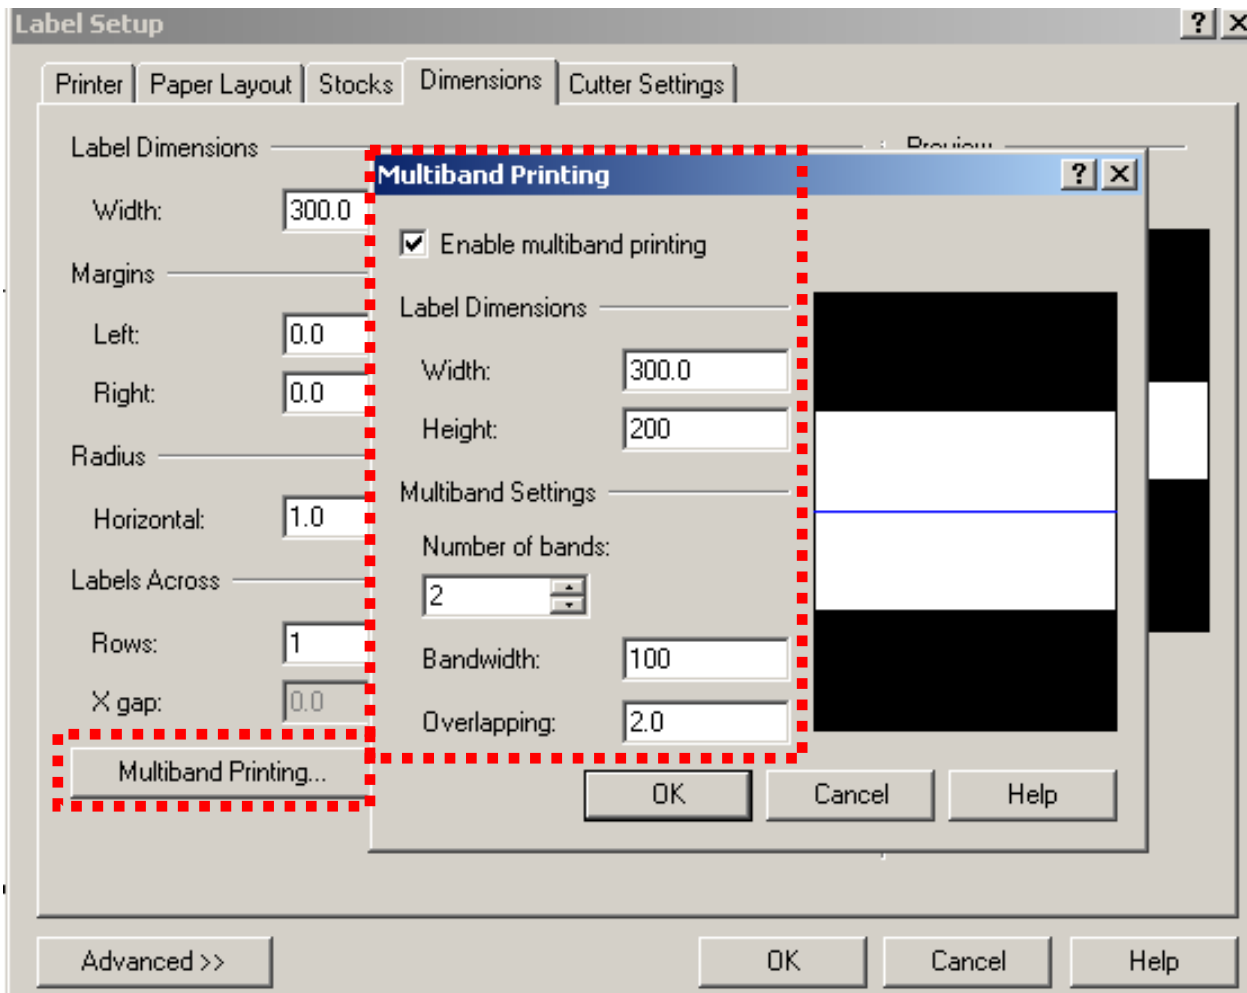 Label Setup
Printer Paper Layout Stocks Dimensions Cutter Settings
Label Dimensions
Preview
Width: 300.0
Margins
Left: 0.0
Right: 0.0
Radius
Horizontal: 1.0
Labels Across
Rows: 1
X gap: 0.0
Multiband Printing...
Multiband Printing
Enable multiband printing
Label Dimensions
Width: 300.0
Height: 200
Multiband Settings
Number of bands:
2
Bandwidth: 100
Overlapping: 2.0
OK Cancel Help
Advanced >> OK Cancel Help